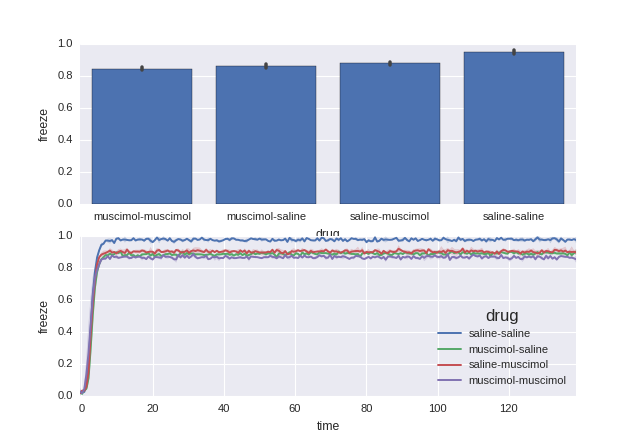 1.0
0.8
0.6
0.4
0.2
0.0
freeze
muscimol-muscimol muscimol-saline saline-muscimol saline-saline
drug
1.0
0.8
0.6
0.4
0.2
0.0
freeze
drug
saline-saline
muscimol-saline
saline-muscimol
muscimol-muscimol
0 20 40 60 80 100 120
time